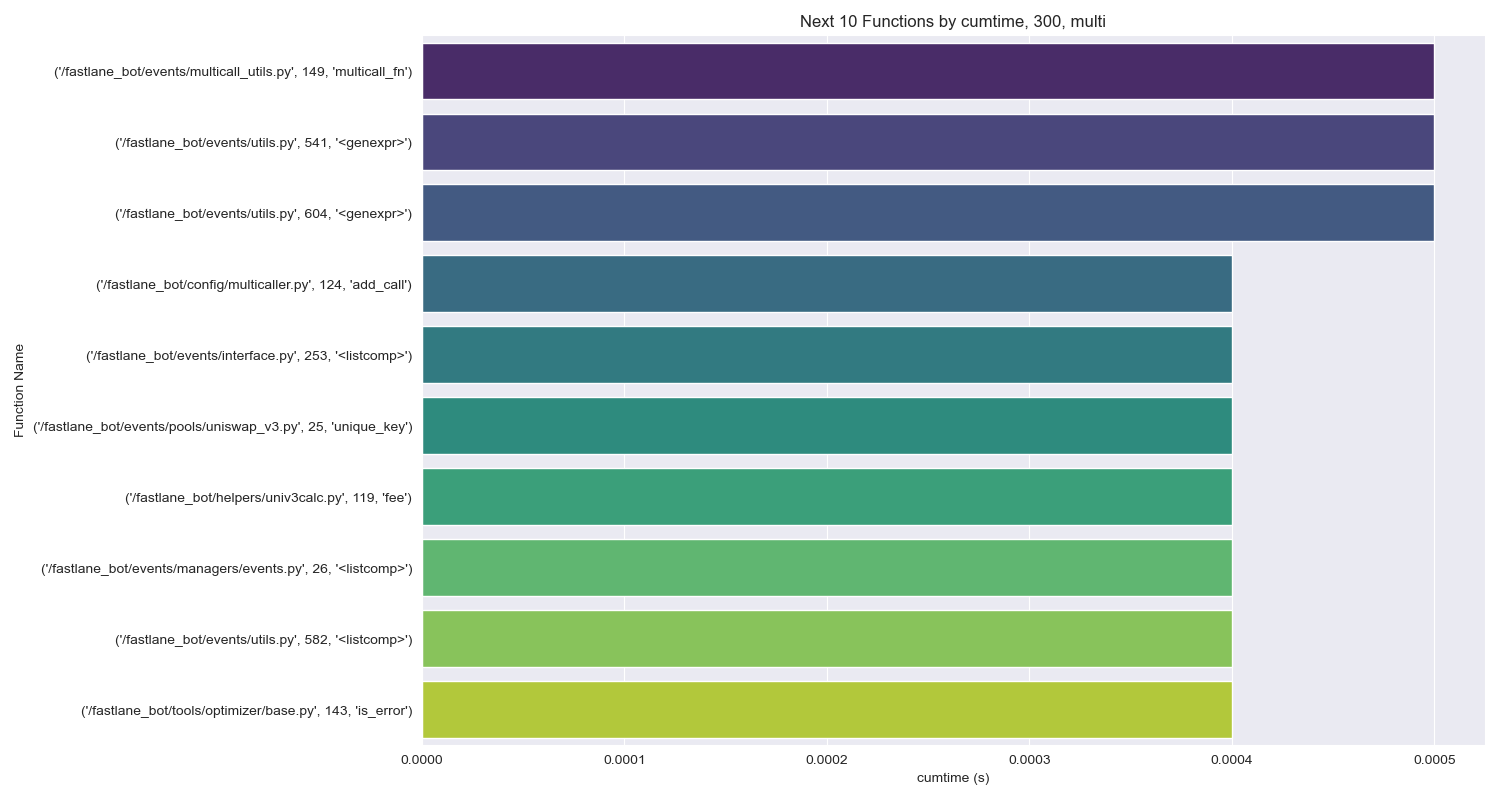 Next 10 Functions by cumtime, 300, multi
Function Name
('/fastlane_bot/events/multicall_utils.py', 149, 'multicall_fn')
('/fastlane_bot/events/utils.py', 541, '<genexpr>')
('/fastlane_bot/events/utils.py', 604, '<genexpr>')
('/fastlane_bot/config/multicaller.py', 124, 'add_call')
('/fastlane_bot/events/interface.py', 253, '<listcomp>')
('/fastlane_bot/events/pools/uniswap_v3.py', 25, 'unique_key')
('/fastlane_bot/helpers/univ3calc.py', 119, 'fee')
('/fastlane_bot/events/managers/events.py', 26, '<listcomp>')
('/fastlane_bot/events/utils.py', 582, '<listcomp>')
('/fastlane_bot/tools/optimizer/base.py', 143, 'is_error')
0.0000 0.0001 0.0002 0.0003 0.0004 0.0005
cumtime (s)